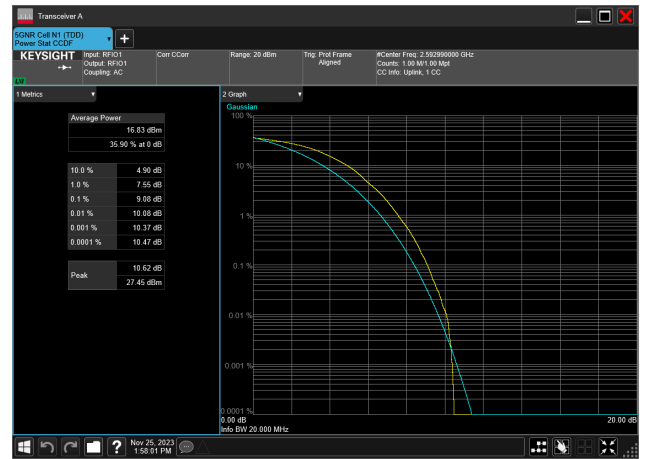 Transceiver A
5GNR Cell N1 (TDD)
Power Stat CCDF
KEYSIGHT
Input: RFIO1
Output: RFIO1
Coupling: AC
Corr CCorr
Range: 20 dBm
Trig: Prot Frame
Aligned
#Center Freq: 2.592990000 GHz
Counts: 1.00 M/1.00 Mpt
CC Info: Uplink, 1 CC
LXI
1 Metrics
Average Power
16.83 dBm
35.90 % at 0 dB
10.0 % 4.90 dB
1.0 % 7.55 dB
0.1 % 9.08 dB
0.01 % 10.08 dB
0.001 % 10.37 dB
0.0001 % 10.47 dB
Peak 10.62 dB
27.45 dBm
2 Graph
Gaussian
100 %
10 %
1 %
0.1 %
0.01 %
0.001 %
0.0001 %
0.00 dB 20.00 dB
Info BW 20.000 MHz
Nov 25, 2023
1:58:01 PM